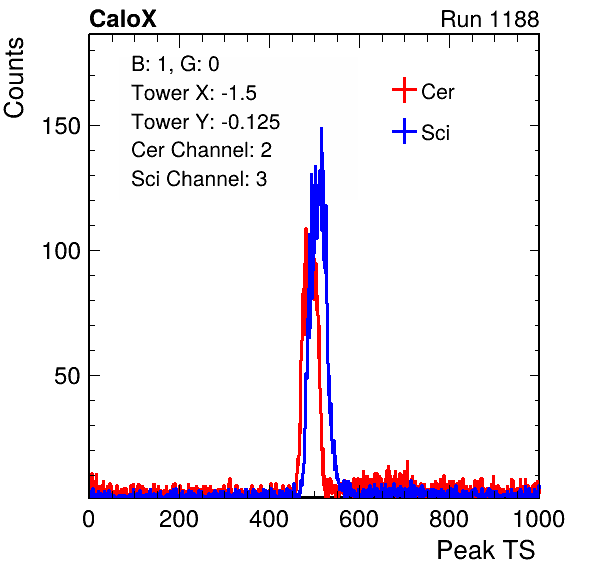 CaloX Run 1188
B: 1, G: 0
Tower X: -1.5
Tower Y: -0.125
Cer Channel: 2
Sci Channel: 3
Cer
Sci
Counts
150
100
50
0 200 400 600 800 1000
Peak TS